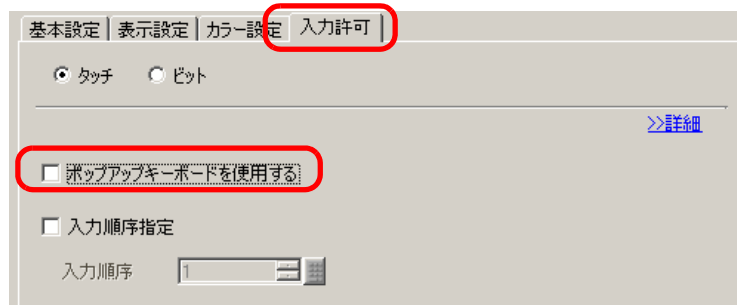 基本設定 表示設定 カラー設定 入力許可
タッチ ビット
>>詳細
ポップアップキーボードを使用する
入力順序指定
入力順序 1